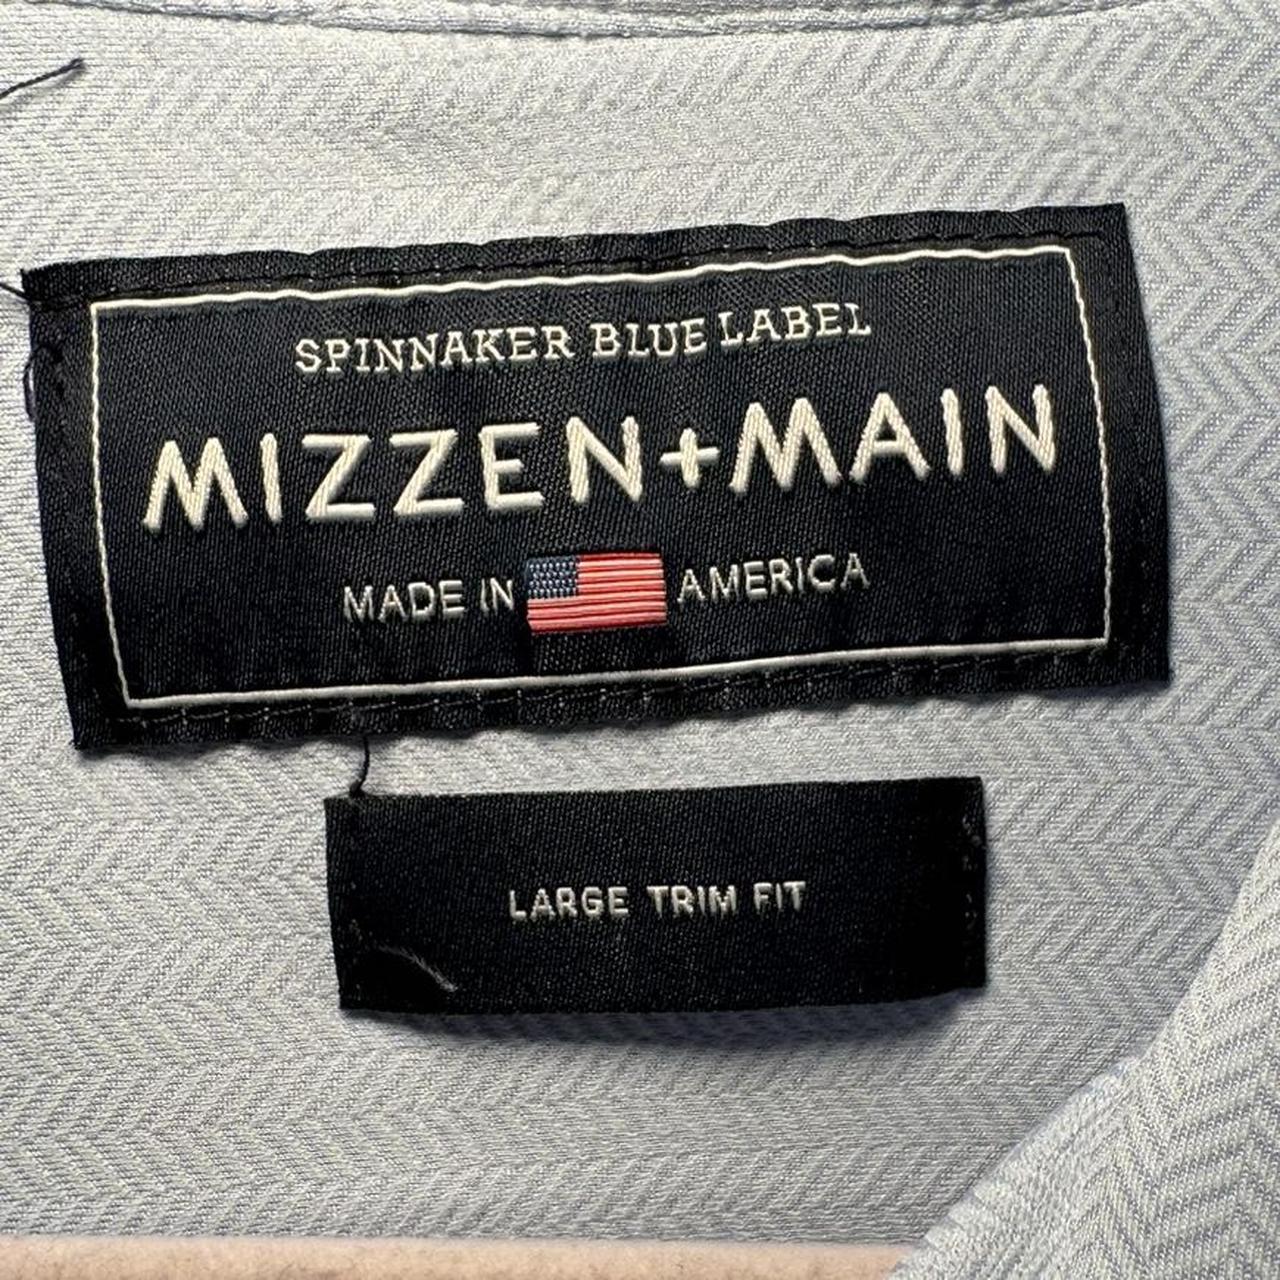 SPINNAKER BLUE LABEL
MIZZEN+MAIN
MADE IN AMERICA
LARGE TRIM FIT